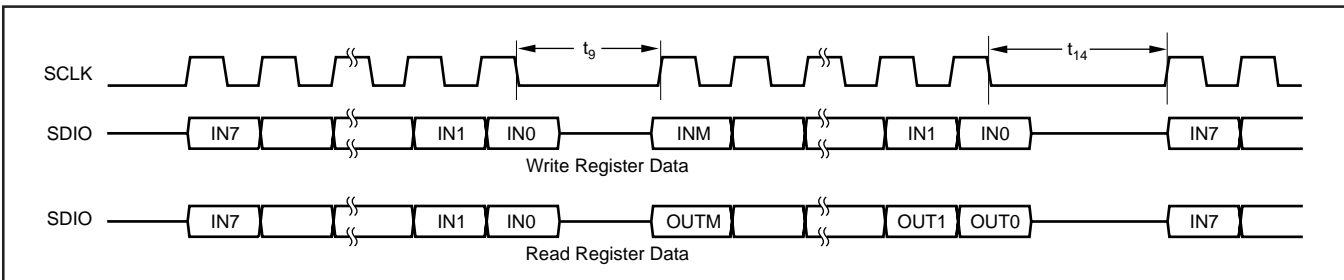 t9 t14
SCLK
SDIO IN7 IN1 IN0 INM IN1 IN0 IN7
Write Register Data
SDIO IN7 IN1 IN0 OUTM OUT1 OUT0 IN7
Read Register Data